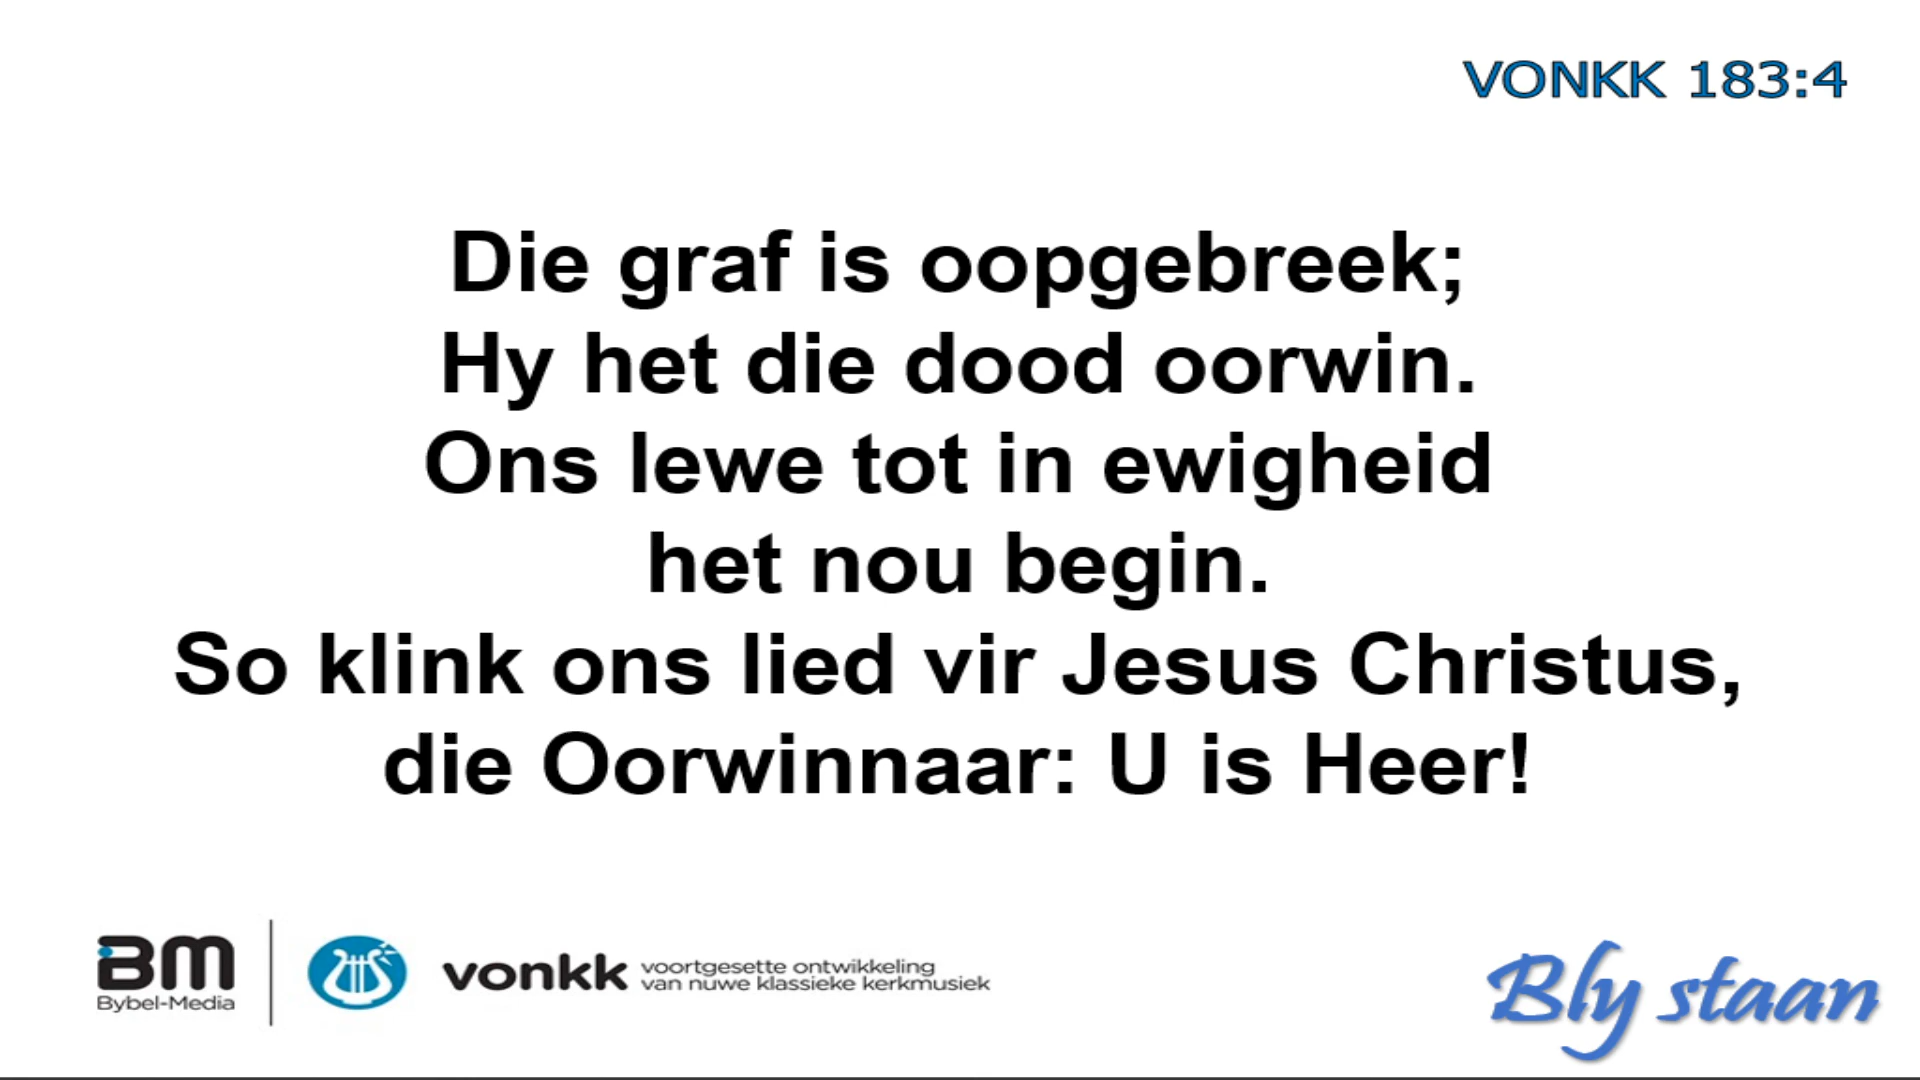 VONKK 183:4
Die graf is oopgebreek;
Hy het die dood oorwin.
Ons lewe tot in ewigheid
het nou begin.
So klink ons lied vir Jesus Christus,
die Oorwinnaar: U is Heer!
BM
Bybel-Media
vonkk
voortgesette ontwikkeling
van nuwe klassieke kerkmusiek
Bly staan